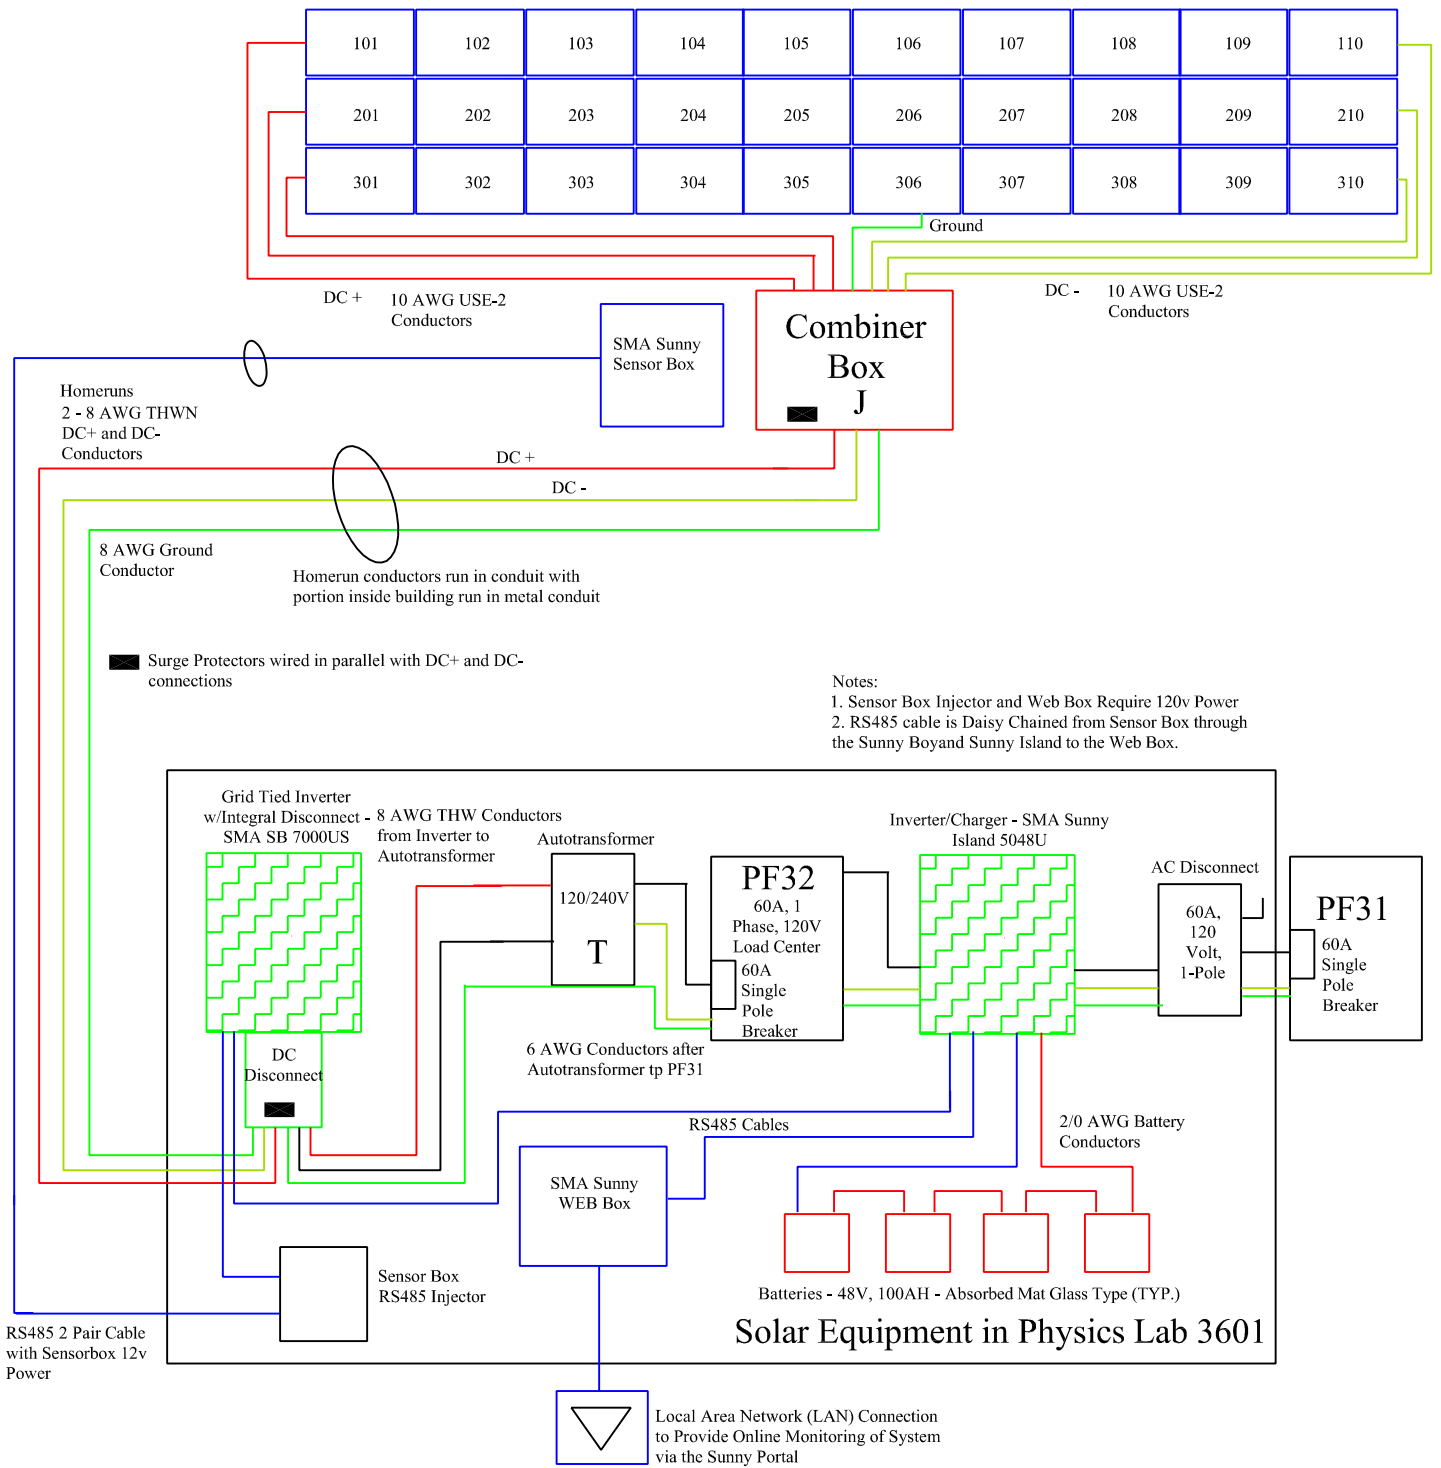 101 102 103 104 105 106 107 108 109 110
201 202 203 204 205 206 207 208 209 210
301 302 303 304 305 306 307 308 309 310
Ground
DC +
10 AWG USE-2
Conductors
DC -
10 AWG USE-2
Conductors
SMA Sunny
Sensor Box
Combiner
Box
J
Homeruns
2 - 8 AWG THWN
DC+ and DC-
Conductors
DC +
DC -
8 AWG Ground
Conductor
Homerun conductors run in conduit with
portion inside building run in metal conduit
Surge Protectors wired in parallel with DC+ and DC-
connections
Notes:
1. Sensor Box Injector and Web Box Require 120v Power
2. RS485 cable is Daisy Chained from Sensor Box through
the Sunny Boyand Sunny Island to the Web Box.
Grid Tied Inverter
w/Integral Disconnect -
SMA SB 7000US
8 AWG THW Conductors
from Inverter to
Autotransformer
Autotransformer
120/240V
T
PF32
60A, 1
Phase, 120V
Load Center
60A
Single
Pole
Breaker
Inverter/Charger - SMA Sunny
Island 5048U
AC Disconnect
60A,
120
Volt,
1-Pole
PF31
60A
Single
Pole
Breaker
DC
Disconnect
6 AWG Conductors after
Autotransformer tp PF31
RS485 Cables
2/0 AWG Battery
Conductors
SMA Sunny
WEB Box
Sensor Box
RS485 Injector
Batteries - 48V, 100AH - Absorbed Mat Glass Type (TYP.)
Solar Equipment in Physics Lab 3601
RS485 2 Pair Cable
with Sensorbox 12v
Power
Local Area Network (LAN) Connection
to Provide Online Monitoring of System
via the Sunny Portal